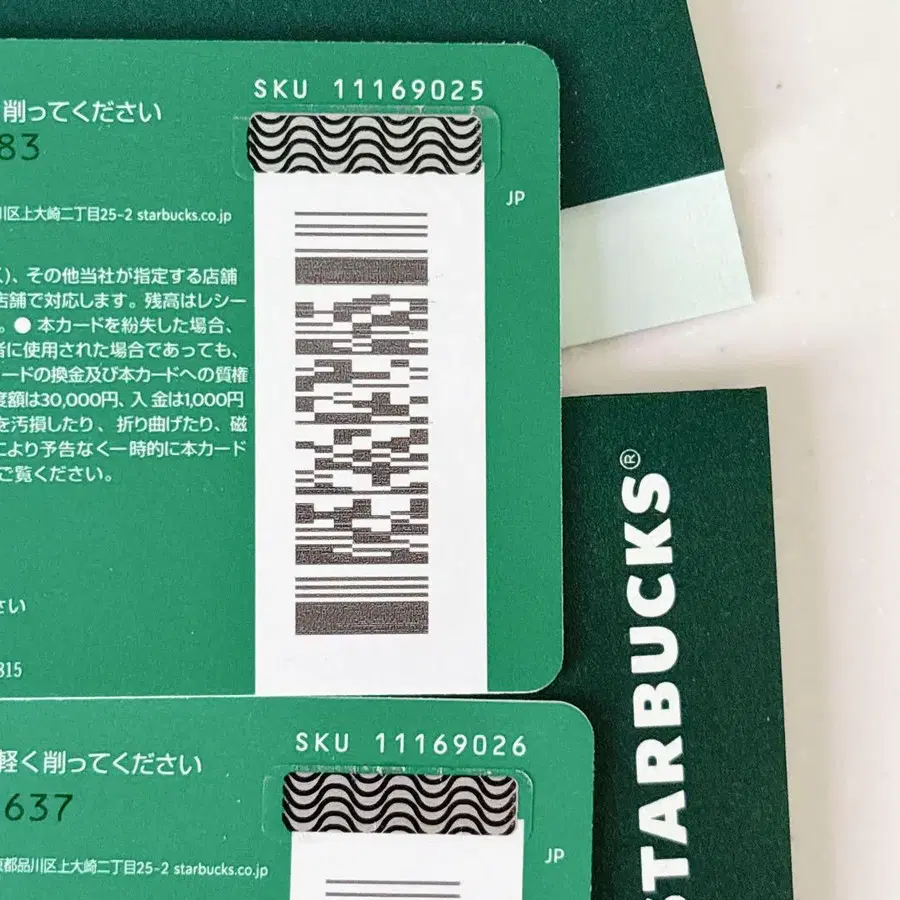 SKU 11169025
削ってください
83
JP
川区上大崎二丁目25-2 starbucks.co.jp
)、その他当社が指定する店舗
店舗で対応します。残高はレシー
。● 本カードを紛失した場合、
者に使用された場合であっても、
ードの換金及び本カードへの質権
度額は30,000円、入金は1,000円
を汚損したり、折り曲げたり、磁
により予告なく一時的に本カード
ご覧ください。
さい
815
STARBUCKS®
SKU 11169026
軽く削ってください
637
JP
京都品川区上大崎二丁目25-2 starbucks.co.jp